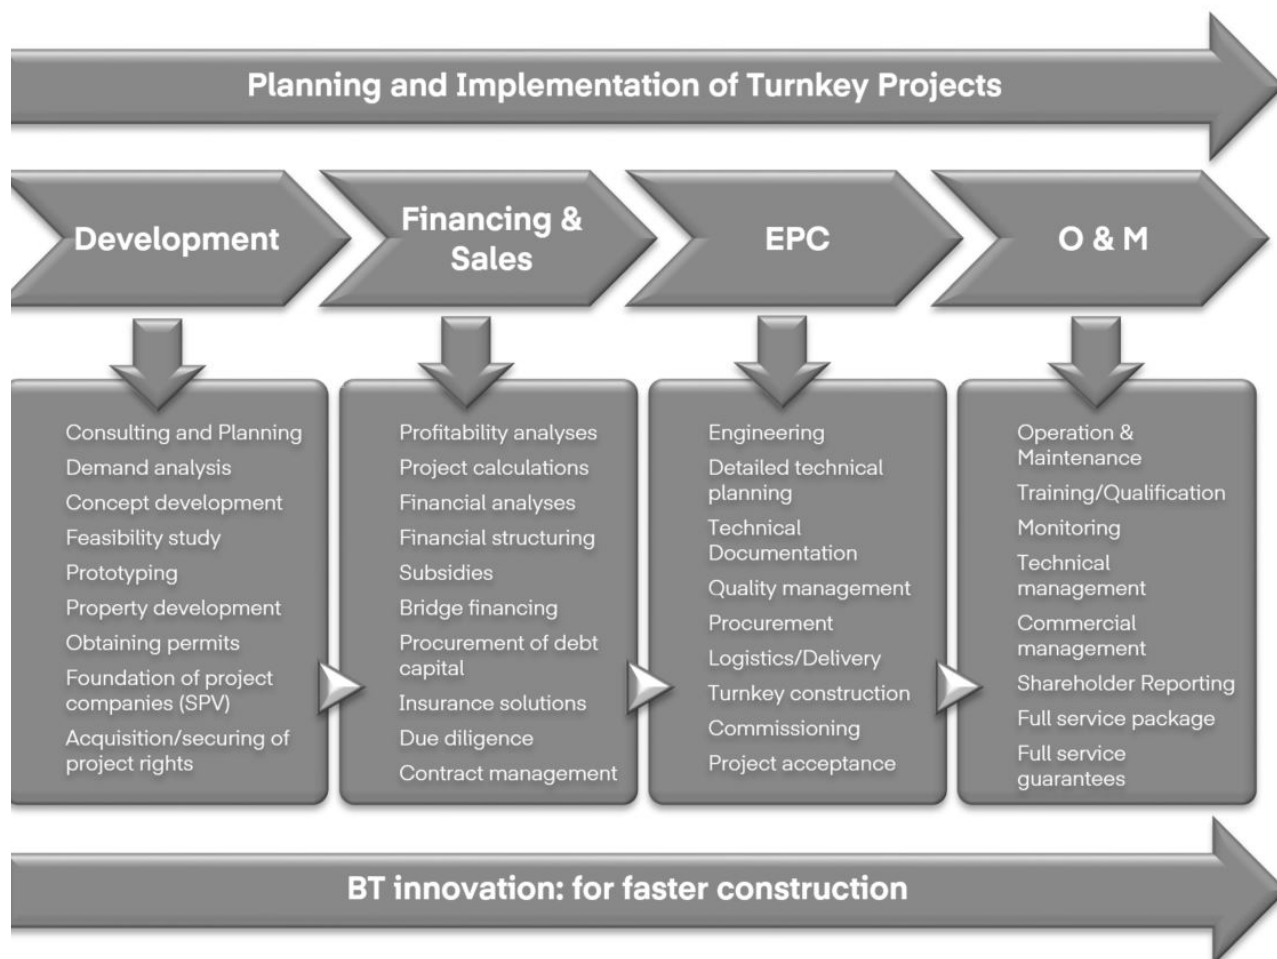 Planning and Implementation of Turnkey Projects
Development
Financing &
Sales
EPC
O & M
Consulting and Planning
Demand analysis
Concept development
Feasibility study
Prototyping
Property development
Obtaining permits
Foundation of project
companies (SPV)
Acquisition/securing of
project rights
Profitability analyses
Project calculations
Financial analyses
Financial structuring
Subsidies
Bridge financing
Procurement of debt
capital
Insurance solutions
Due diligence
Contract management
Engineering
Detailed technical
planning
Technical
Documentation
Quality management
Procurement
Logistics/Delivery
Turnkey construction
Commissioning
Project acceptance
Operation &
Maintenance
Training/Qualification
Monitoring
Technical
management
Commercial
management
Shareholder Reporting
Full service package
Full service
guarantees
BT innovation: for faster construction